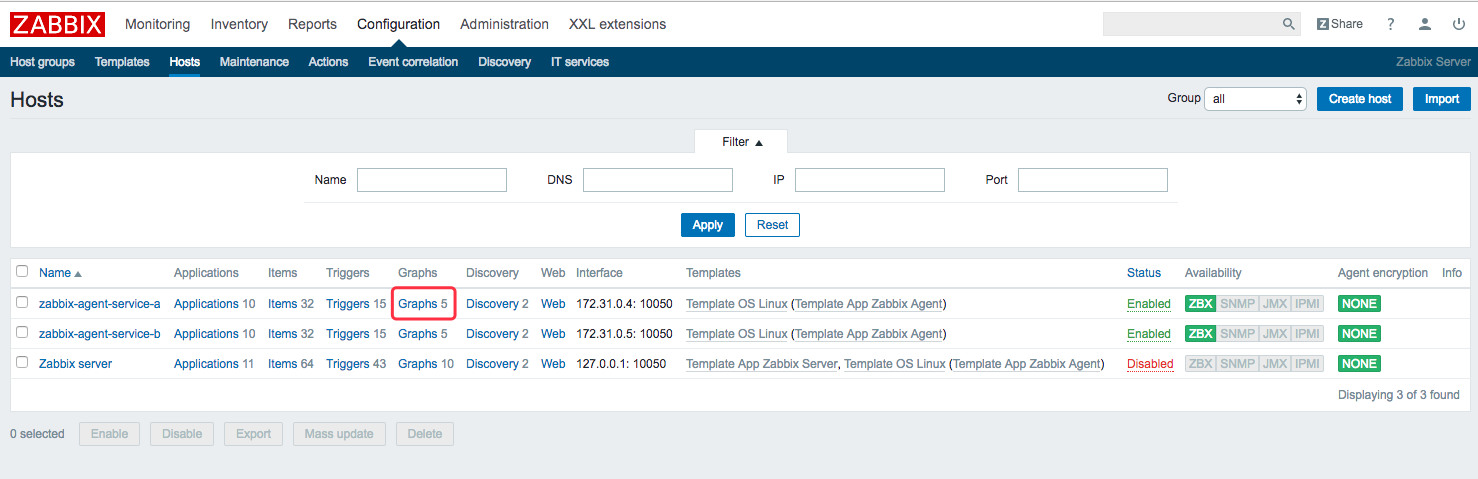 ZABBIX Monitoring Inventory Reports Configuration Administration XXL extensions Z Share ?
Host groups Templates Hosts Maintenance Actions Event correlation Discovery IT services Zabbix Server
Hosts Group all Create host Import
Filter ▲
Name DNS IP Port
Apply Reset
Name ▲ Applications Items Triggers Graphs Discovery Web Interface Templates Status Availability Agent encryption Info
zabbix-agent-service-a Applications 10 Items 32 Triggers 15 Graphs 5 Discovery 2 Web 172.31.0.4: 10050 Template OS Linux (Template App Zabbix Agent) Enabled ZBX SNMP JMX IPMI NONE
zabbix-agent-service-b Applications 10 Items 32 Triggers 15 Graphs 5 Discovery 2 Web 172.31.0.5: 10050 Template OS Linux (Template App Zabbix Agent) Enabled ZBX SNMP JMX IPMI NONE
Zabbix server Applications 11 Items 64 Triggers 43 Graphs 10 Discovery 2 Web 127.0.0.1: 10050 Template App Zabbix Server, Template OS Linux (Template App Zabbix Agent) Disabled ZBX SNMP JMX IPMI NONE
Displaying 3 of 3 found
0 selected Enable Disable Export Mass update Delete